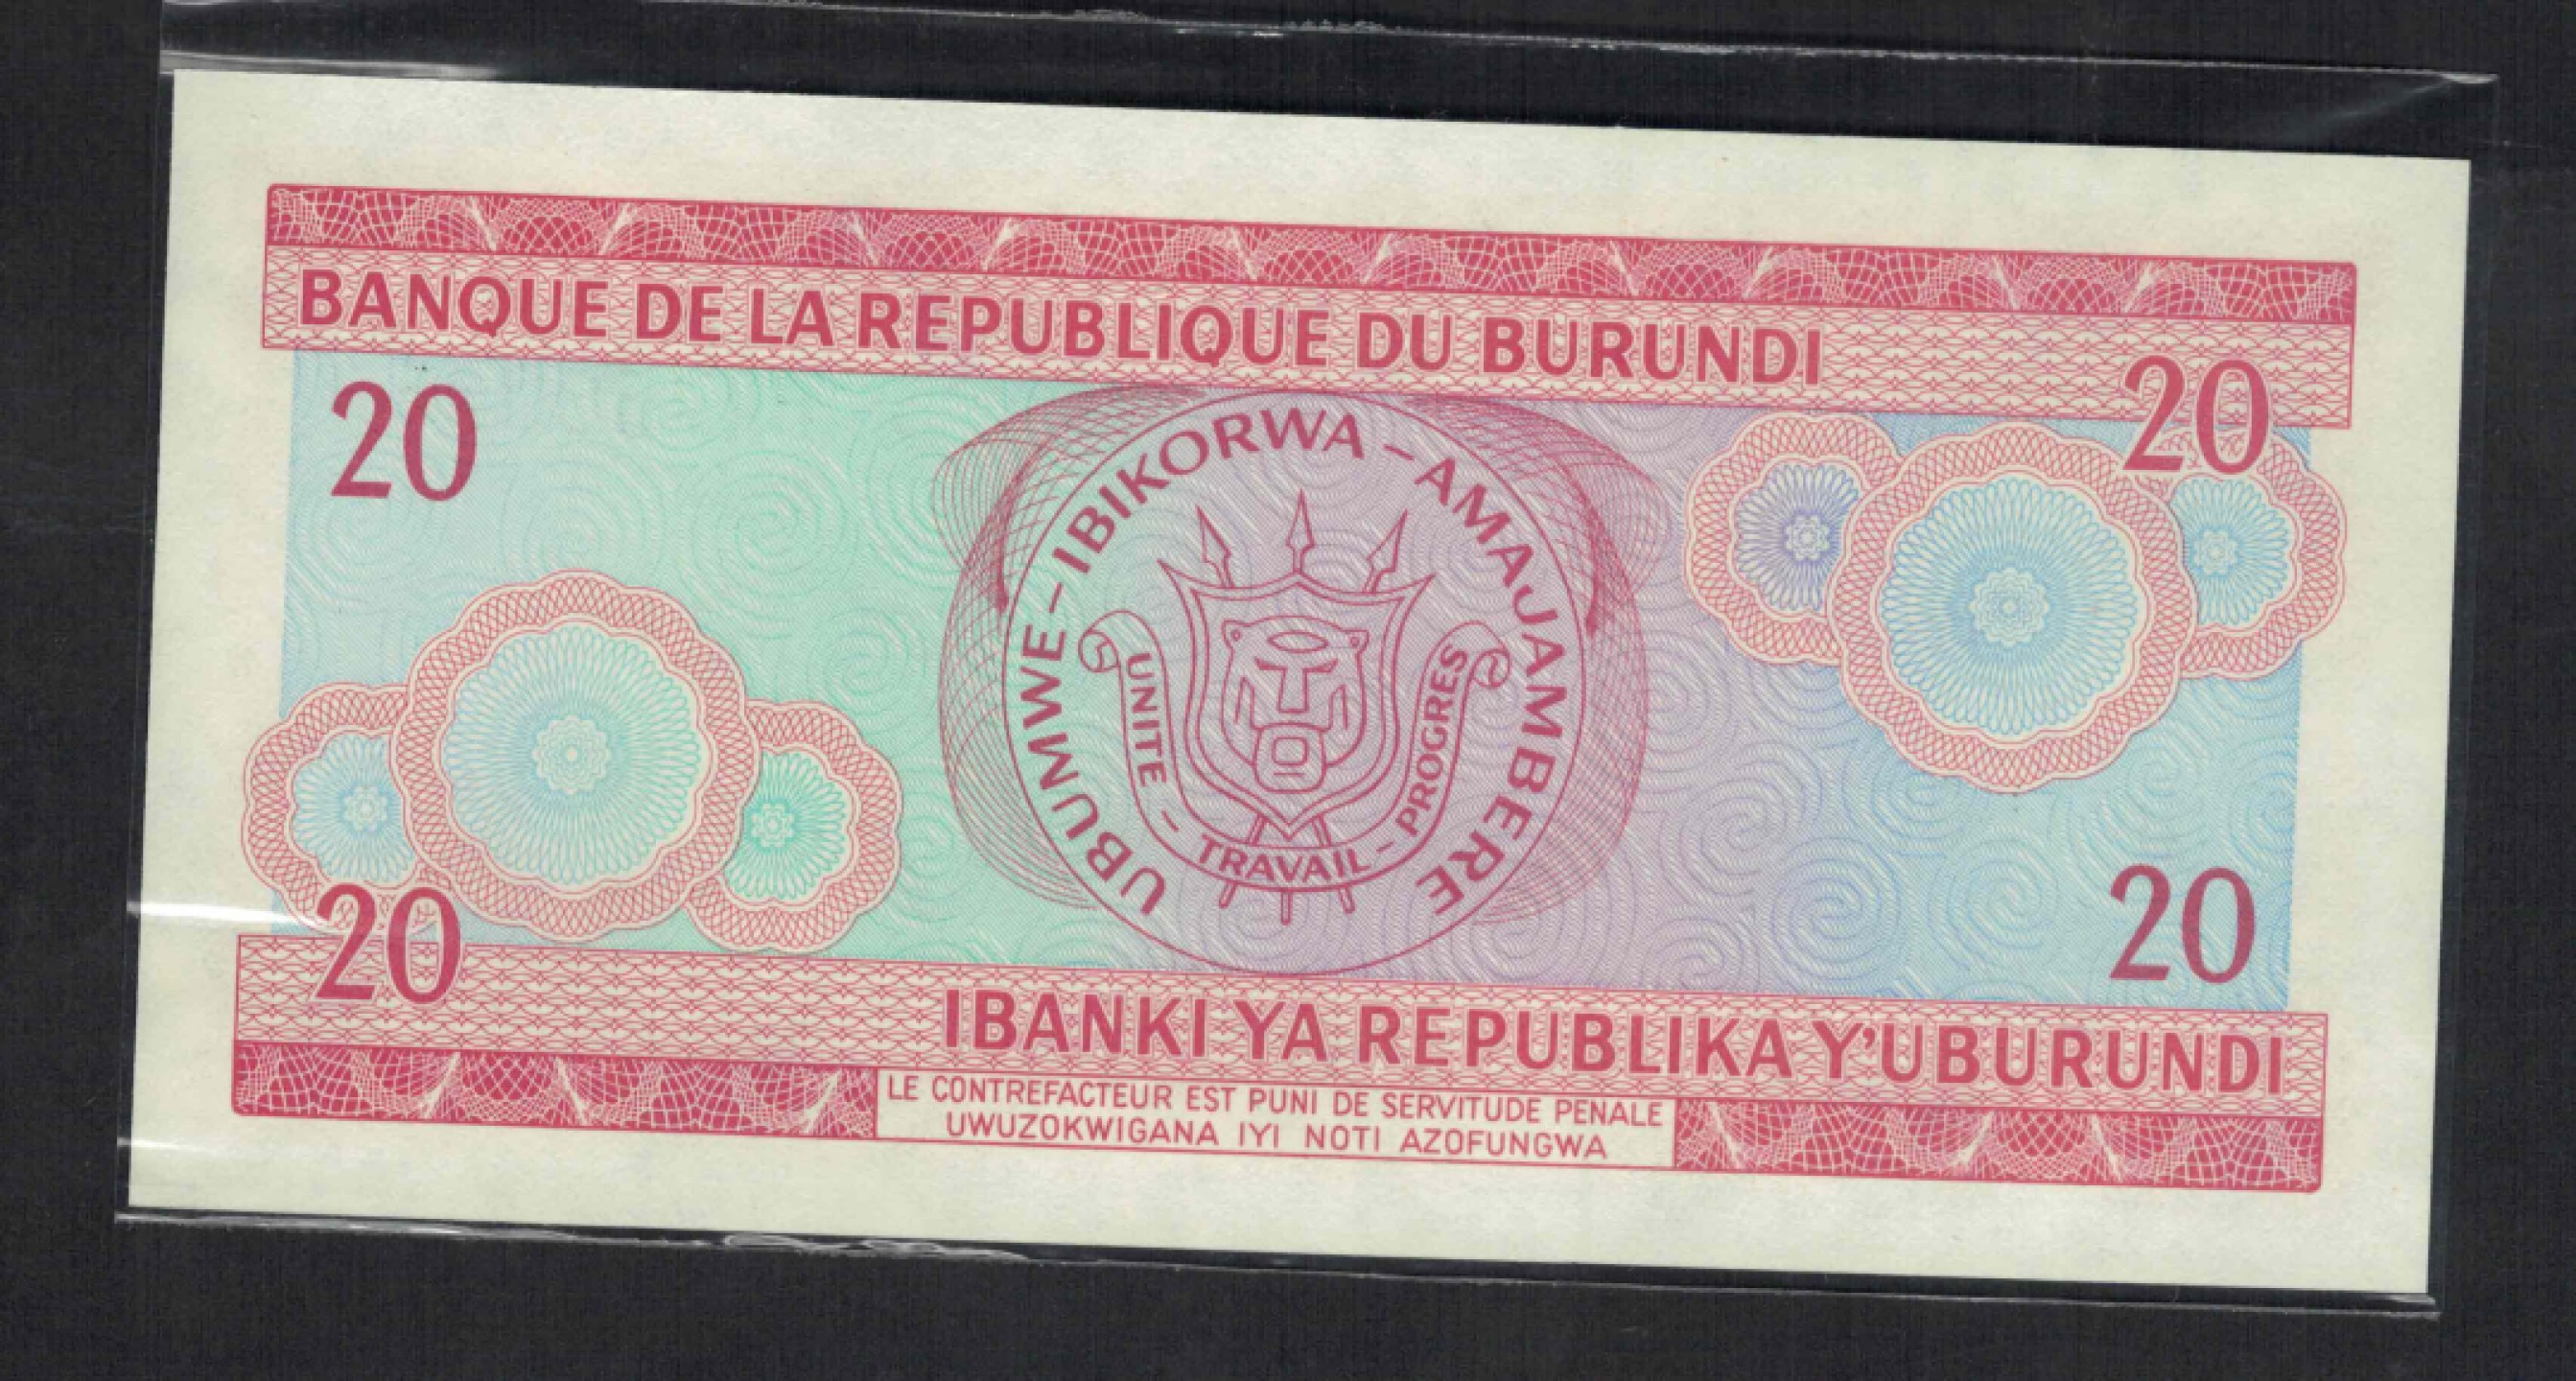 BANQUE DE LA REPUBLIQUE DU BURUNDI
20
20
UBUMWE - IBIKORWA - AMAJAMBERE
UNITE - TRAVAIL - PROGRES
20
20
IBANKI YA REPUBLIKA Y'UBURUNDI
LE CONTREFACTEUR EST PUNI DE SERVITUDE PENALE
UWUZOKWIGANA IYI NOTI AZOFUNGWA